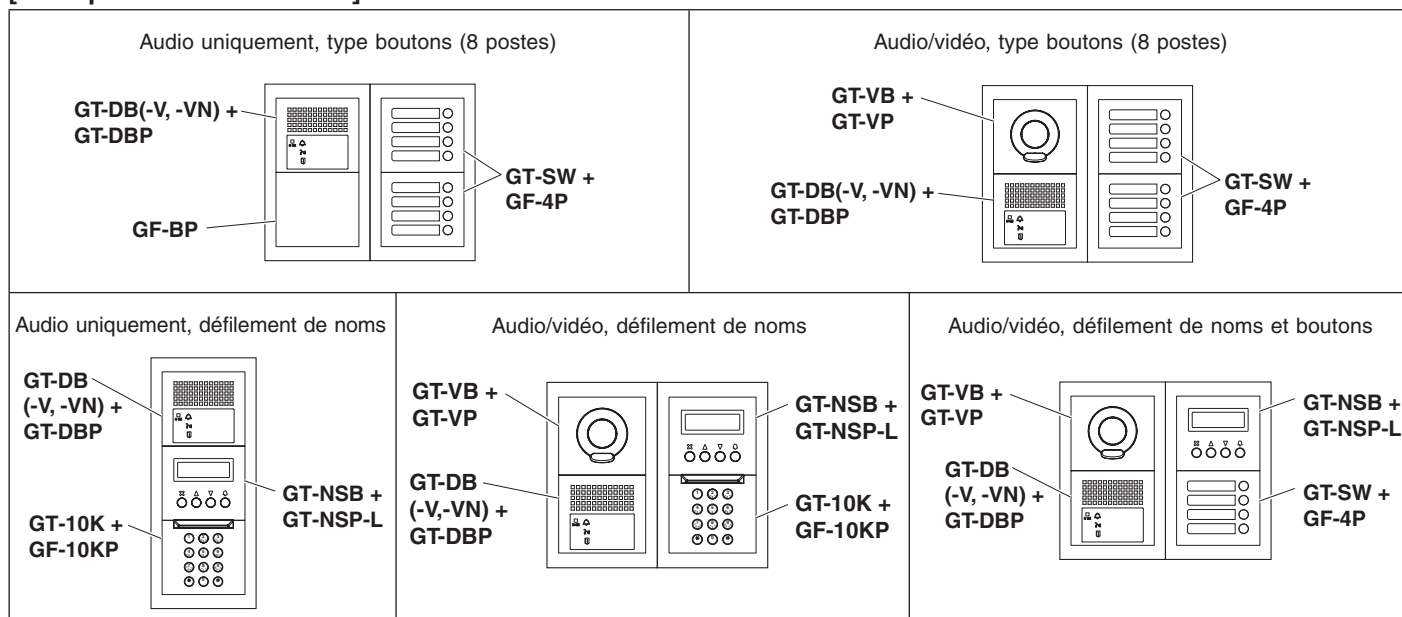 Audio uniquement, type boutons (8 postes)
GT-DB(-V, -VN) +
GT-DBP
GF-BP
GT-SW +
GF-4P
Audio/vidéo, type boutons (8 postes)
GT-VB +
GT-VP
GT-DB(-V, -VN) +
GT-DBP
GT-SW +
GF-4P
Audio uniquement, défilement de noms
GT-DB
(-V, -VN) +
GT-DBP
GT-10K +
GF-10KP
GT-NSB +
GT-NSP-L
Audio/vidéo, défilement de noms
GT-VB +
GT-VP
GT-DB
(-V,-VN) +
GT-DBP
GT-NSB +
GT-NSP-L
GT-10K +
GF-10KP
Audio/vidéo, défilement de noms et boutons
GT-VB +
GT-VP
GT-DB
(-V, -VN) +
GT-DBP
GT-NSB +
GT-NSP-L
GT-SW +
GF-4P